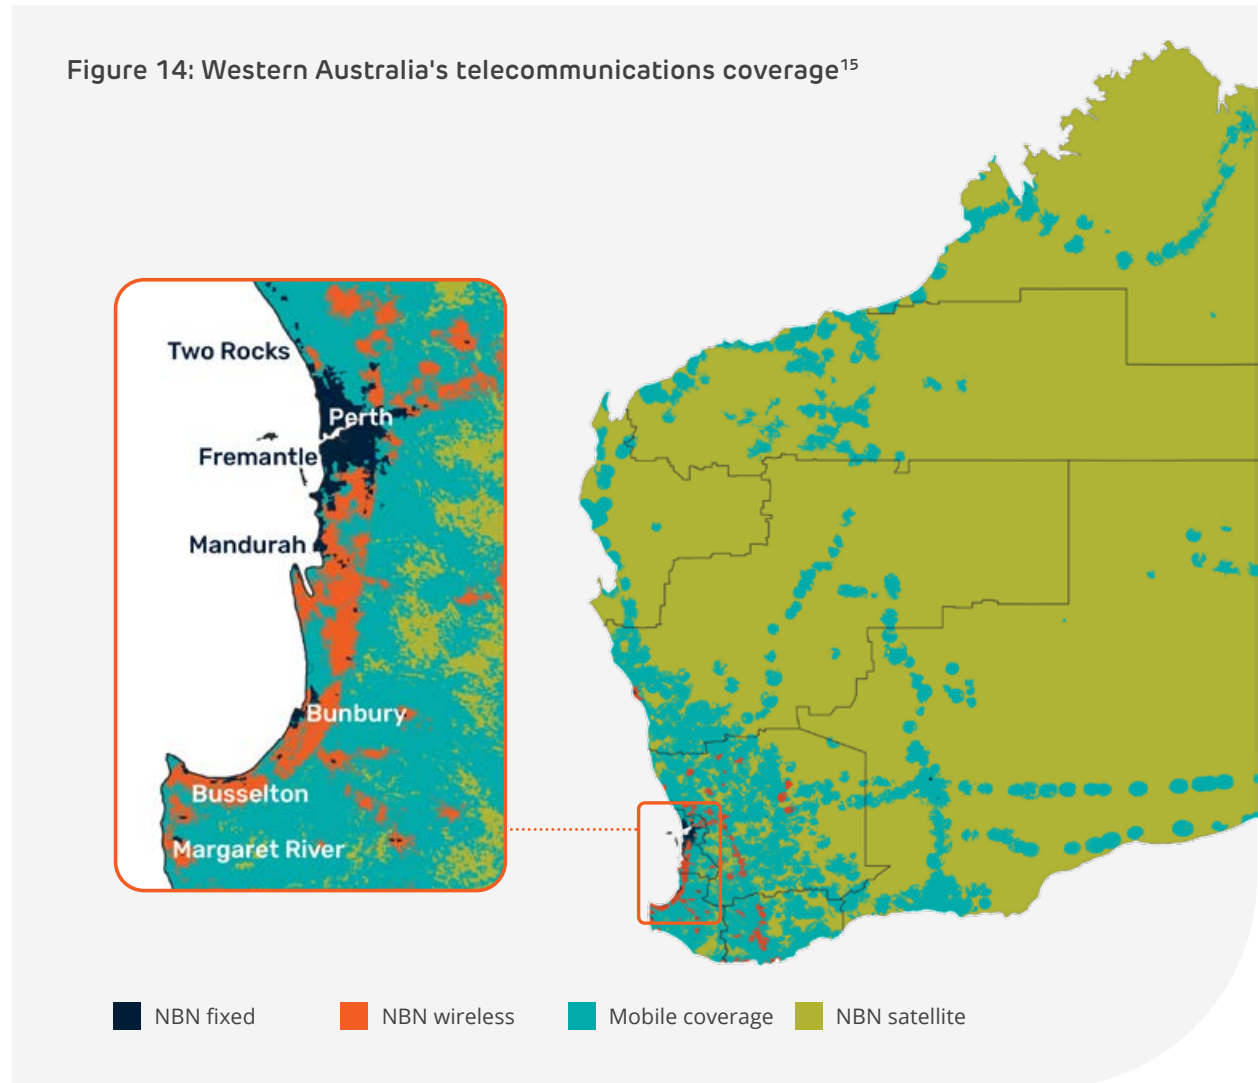 Figure 14: Western Australia's telecommunications coverage¹⁵
Two Rocks
Perth
Fremantle
Mandurah
Bunbury
Busselton
Margaret River
NBN fixed
NBN wireless
Mobile coverage
NBN satellite